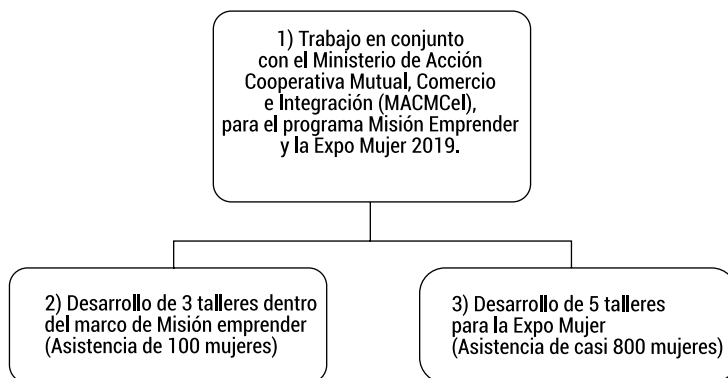 1) Trabajo en conjunto
con el Ministerio de Acción
Cooperativa Mutual, Comercio
e Integración (MACMCeI),
para el programa Misión Emprender
y la Expo Mujer 2019.
2) Desarrollo de 3 talleres dentro
del marco de Misión emprender
(Asistencia de 100 mujeres)
3) Desarrollo de 5 talleres
para la Expo Mujer
(Asistencia de casi 800 mujeres)